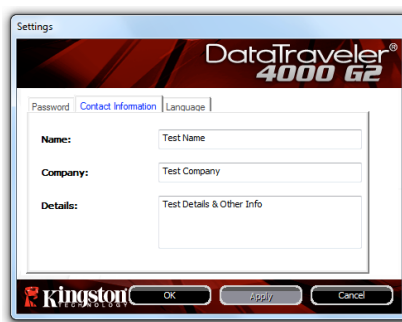 Settings
DataTraveler®
4000 G2
Password Contact Information Language
Name: Test Name
Company: Test Company
Details: Test Details & Other Info
Kingston OK Apply Cancel
TECHNOLOGY